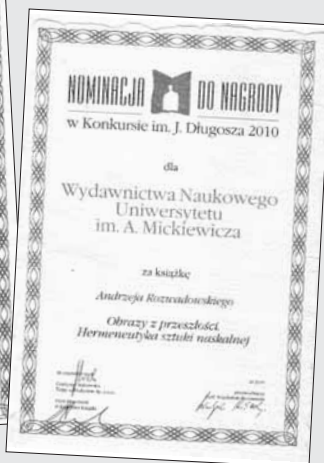 NOMINACJA DO NAGRODY
w Konkursie im. J. Długosza 2010
dla
Wydawnictwa Naukowego
Uniwersytetu
im. A. Mickiewicza
za książkę
Andrzeja Rozwadowskiego
Obrazy z przeszłości.
Hermeneutyka sztuki naskalnej